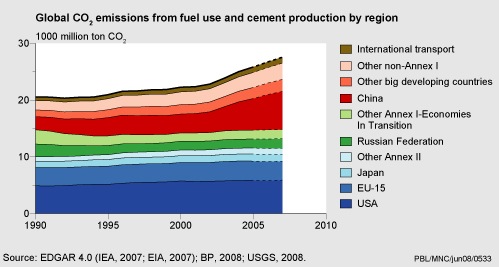 Global CO2 emissions from fuel use and cement production by region
1000 million ton CO2
30
20
10
0
1990
1995
2000
2005
2010
International transport
Other non-Annex I
Other big developing countries
China
Other Annex I-Economies
In Transition
Russian Federation
Other Annex II
Japan
EU-15
USA
Source: EDGAR 4.0 (IEA, 2007; EIA, 2007); BP, 2008; USGS, 2008.
PBL/MNC/jun08/0533